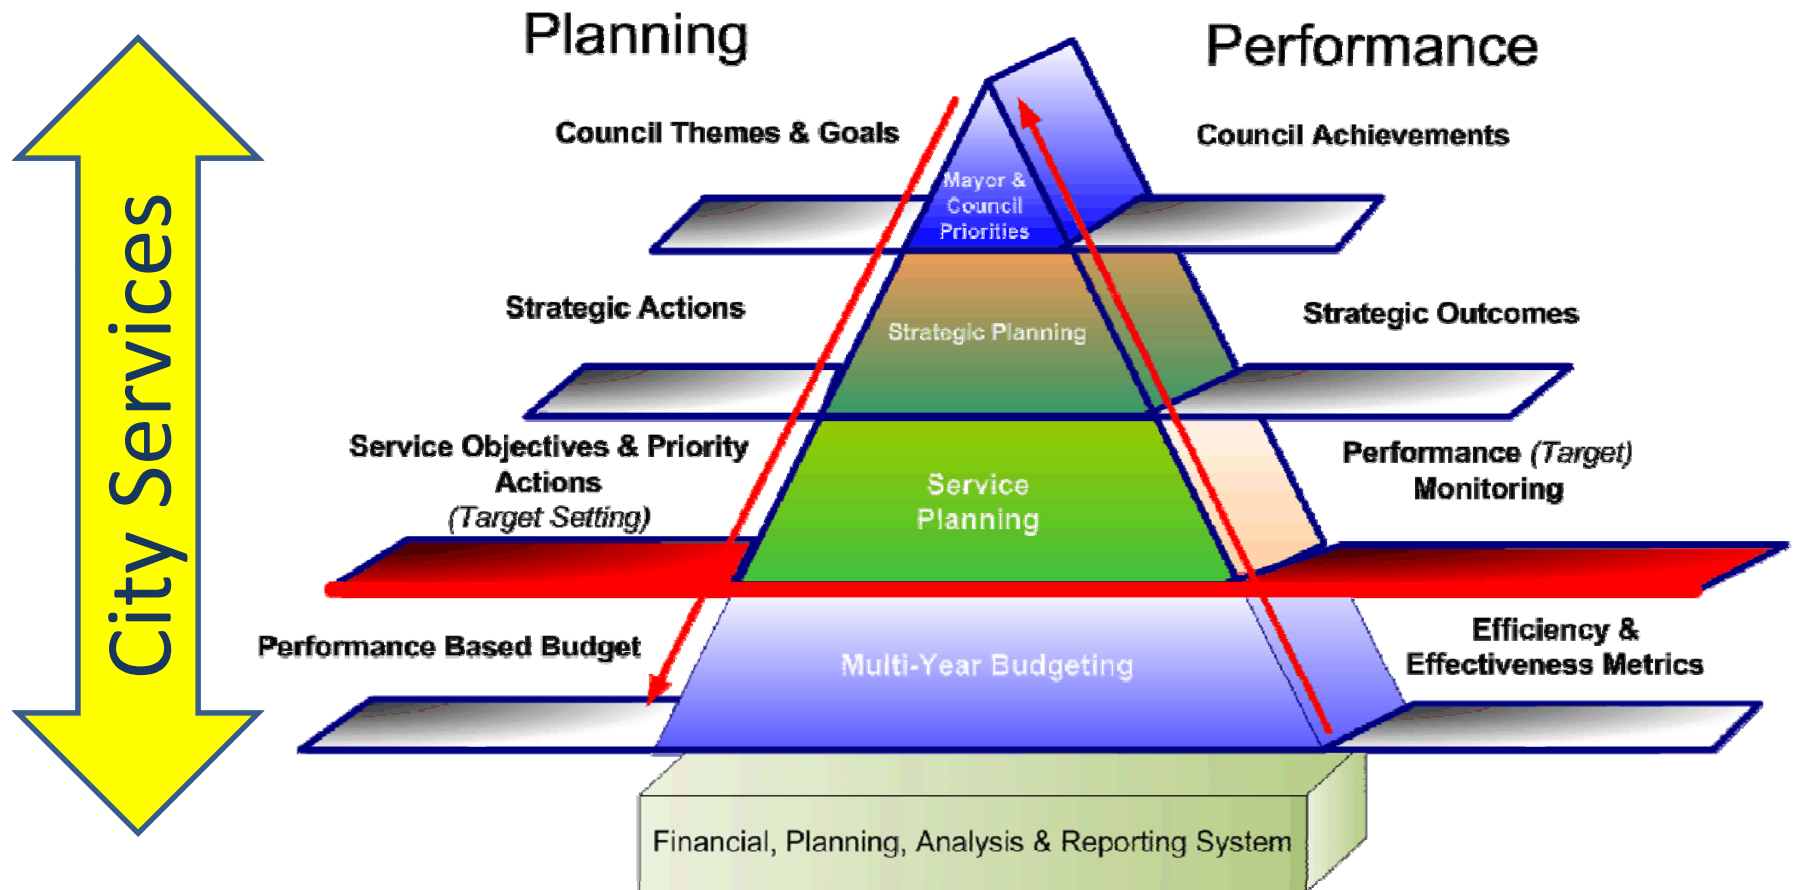 Planning
Performance
City Services
Council Themes & Goals
Council Achievements
Mayor &
Council
Priorities
Strategic Actions
Strategic Planning
Strategic Outcomes
Service Objectives & Priority
Actions
(Target Setting)
Service
Planning
Performance (Target)
Monitoring
Performance Based Budget
Multi-Year Budgeting
Efficiency &
Effectiveness Metrics
Financial, Planning, Analysis & Reporting System